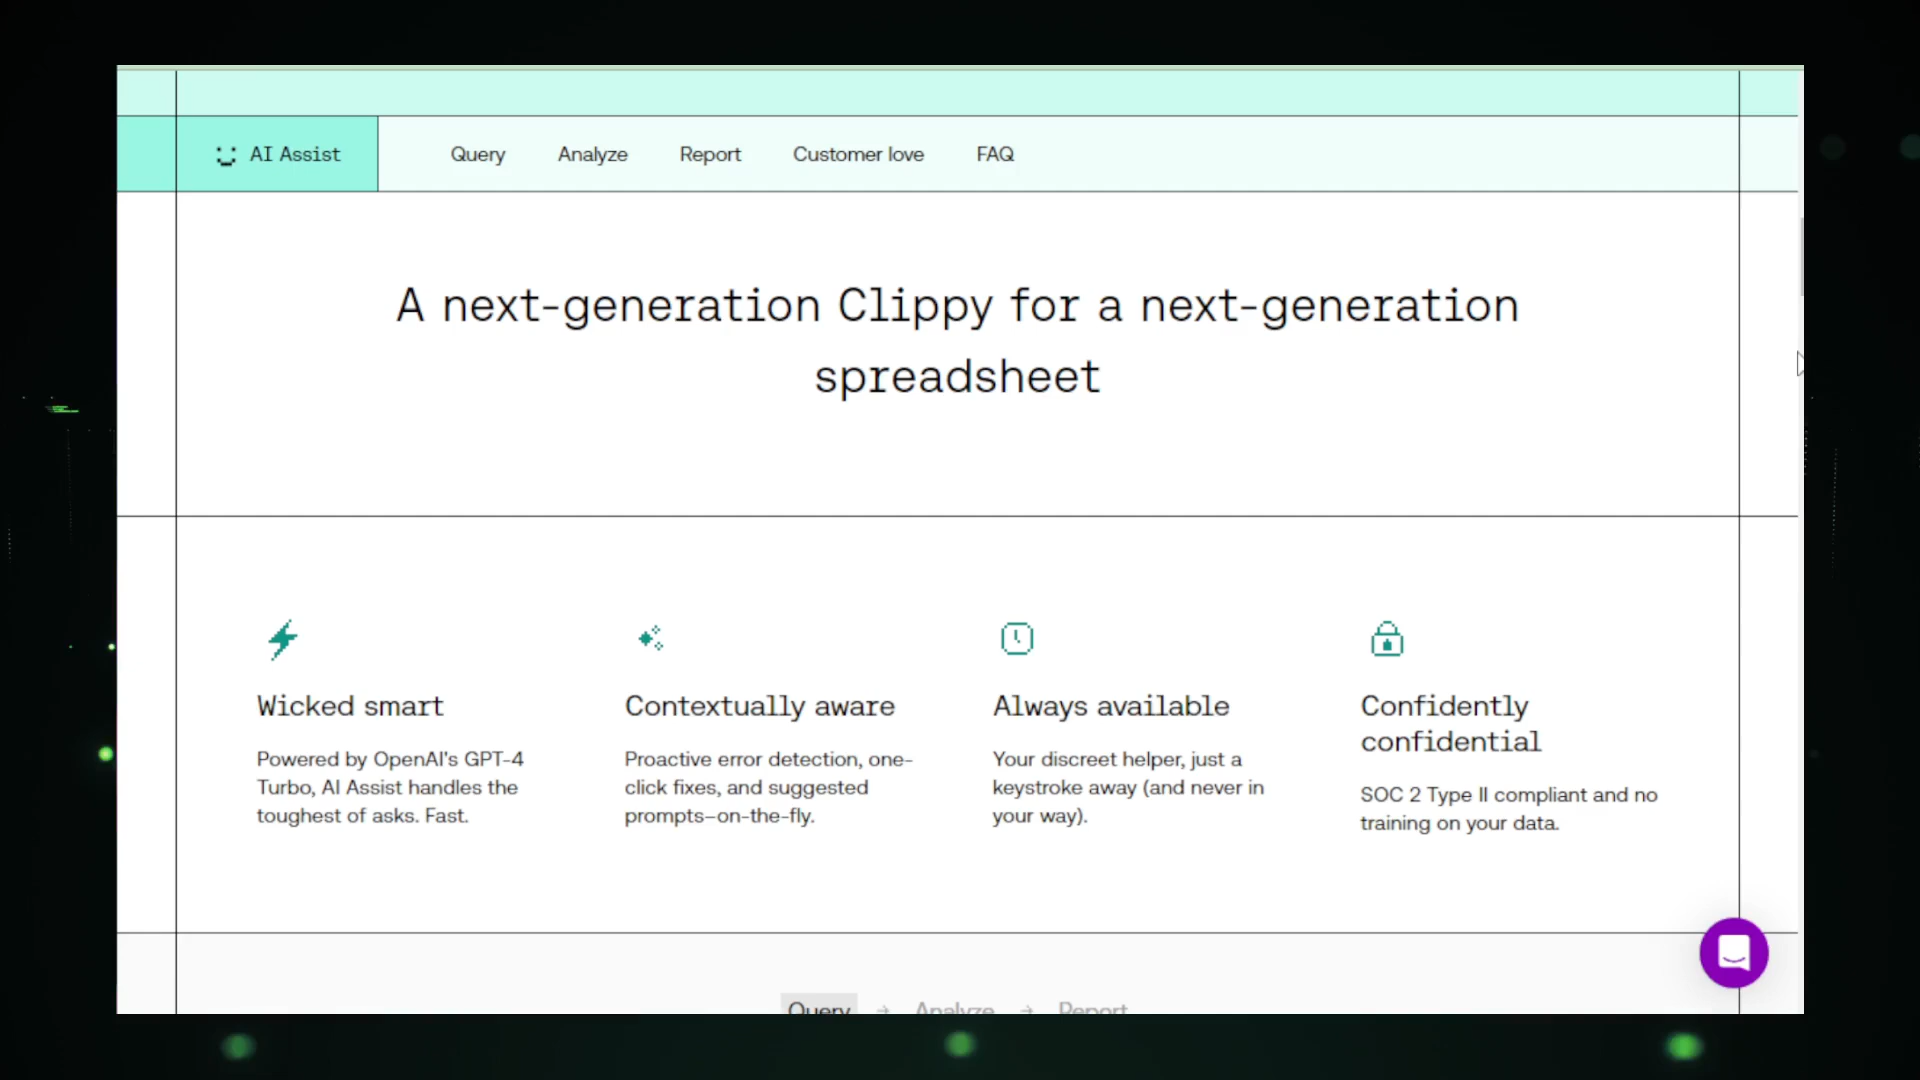 AI Assist
Query
Analyze
Report
Customer love
FAQ
A next-generation Clippy for a next-generation
spreadsheet
Wicked smart
Powered by OpenAI's GPT-4
Turbo, AI Assist handles the
toughest of asks. Fast.
Contextually aware
Proactive error detection, one-
click fixes, and suggested
prompts–on-the-fly.
Always available
Your discreet helper, just a
keystroke away (and never in
your way).
Confidently
confidential
SOC 2 Type II compliant and no
training on your data.
Query → Analyze → Report